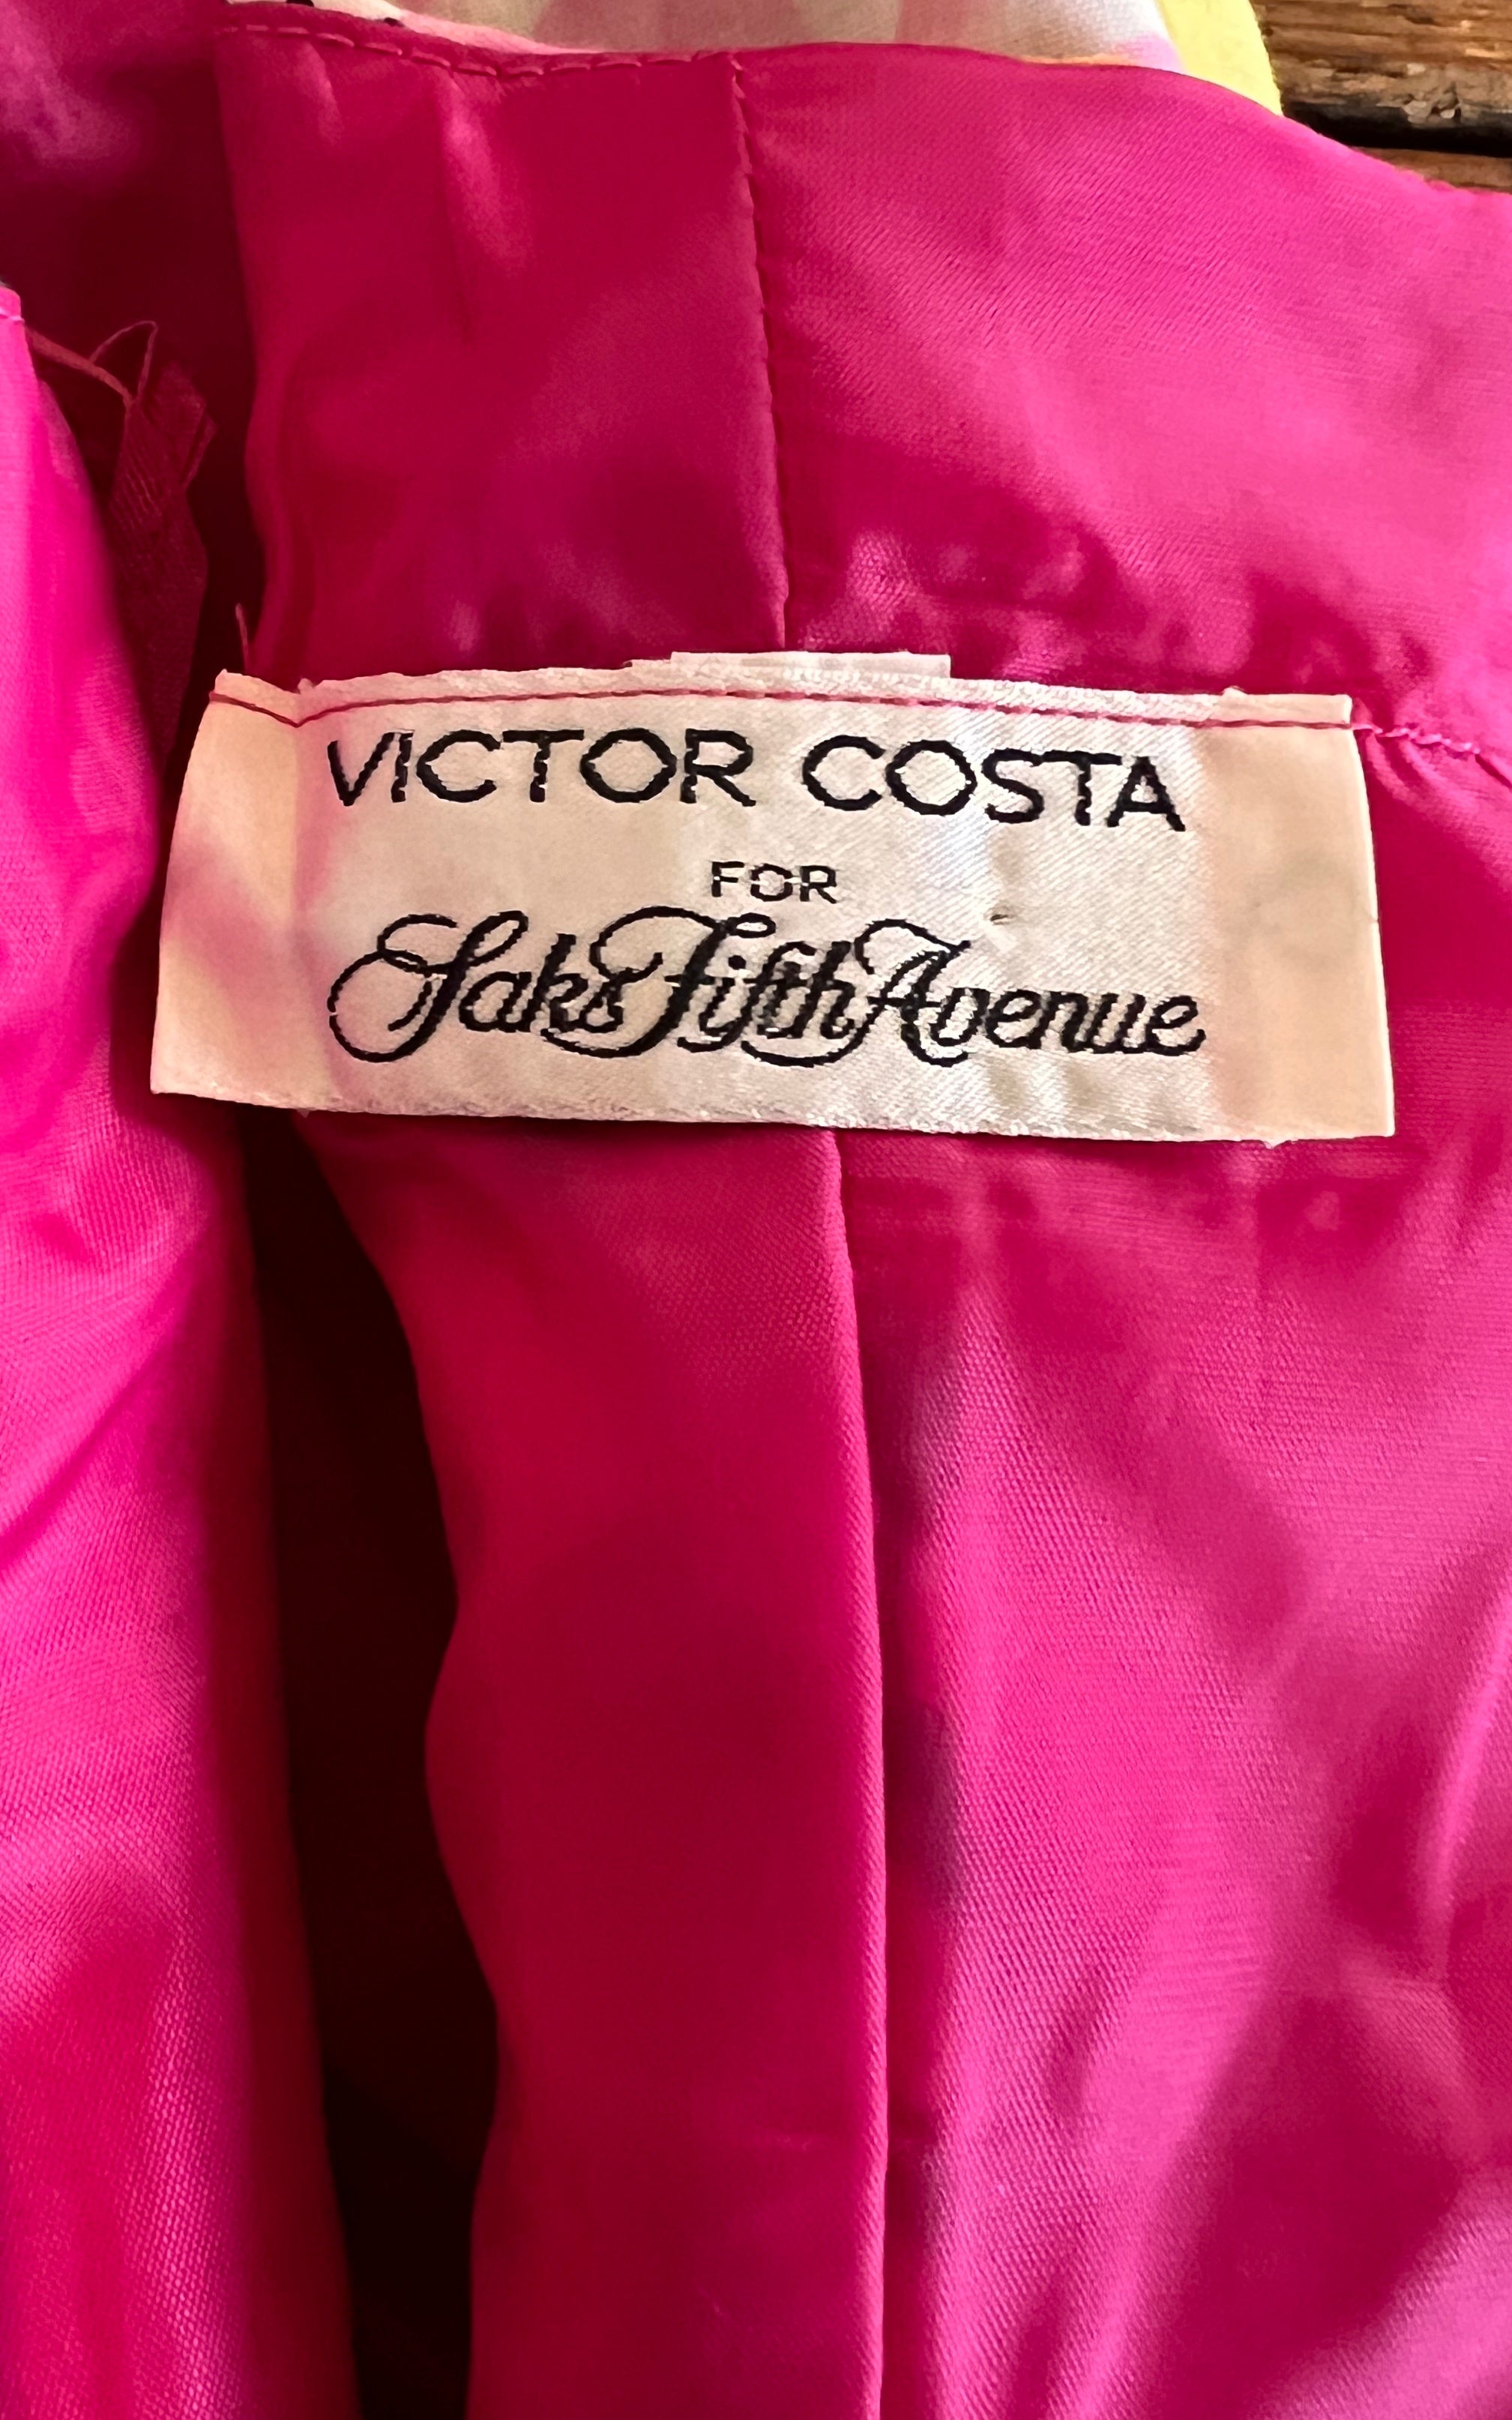 VICTOR COSTA
FOR
Saks Fifth Avenue